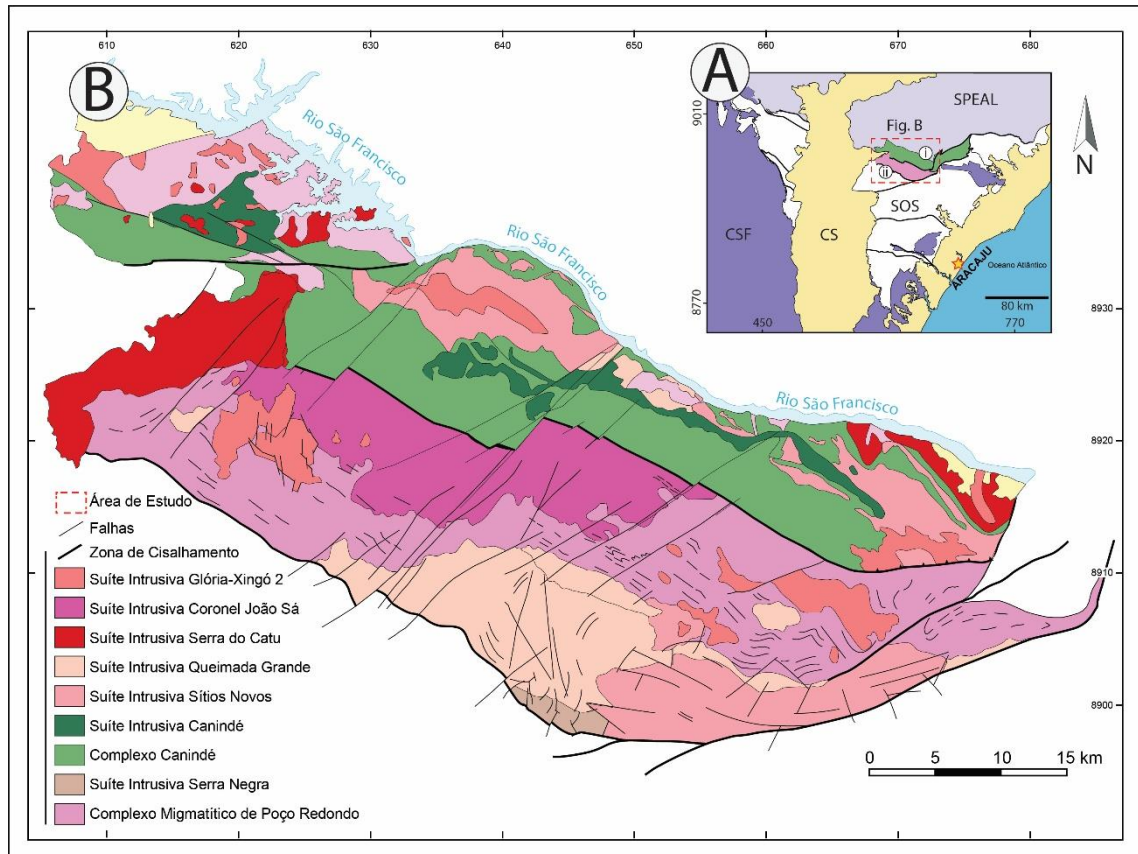 610
620
630
640
650
660
670
680
B
Rio São Francisco
Rio São Francisco
Rio São Francisco
A
SPEAL
Fig. B
i
ii
SOS
CSF
CS
ARACAJU
Oceano Atlântico
80 km
9010
8770
450
770
N
8930
8920
8910
8900
Área de Estudo
Falhas
Zona de Cisalhamento
Suíte Intrusiva Glória-Xingó 2
Suíte Intrusiva Coronel João Sá
Suíte Intrusiva Serra do Catu
Suíte Intrusiva Queimada Grande
Suíte Intrusiva Sítios Novos
Suíte Intrusiva Canindé
Complexo Canindé
Suíte Intrusiva Serra Negra
Complexo Migmatítico de Poço Redondo
0 5 10 15 km